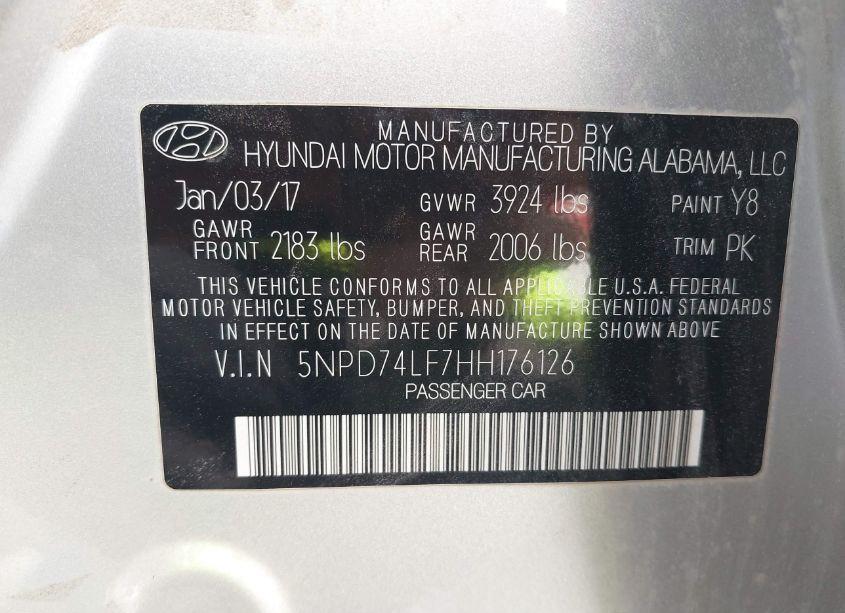 MANUFACTURED BY
HYUNDAI MOTOR MANUFACTURING ALABAMA, LLC
Jan/03/17 GVWR 3924 lbs PAINT Y8
GAWR FRONT 2183 lbs GAWR REAR 2006 lbs TRIM PK
THIS VEHICLE CONFORMS TO ALL APPLICABLE U.S.A. FEDERAL
MOTOR VEHICLE SAFETY, BUMPER, AND THEFT PREVENTION STANDARDS
IN EFFECT ON THE DATE OF MANUFACTURE SHOWN ABOVE
V.I.N 5NPD74LF7HH176126
PASSENGER CAR